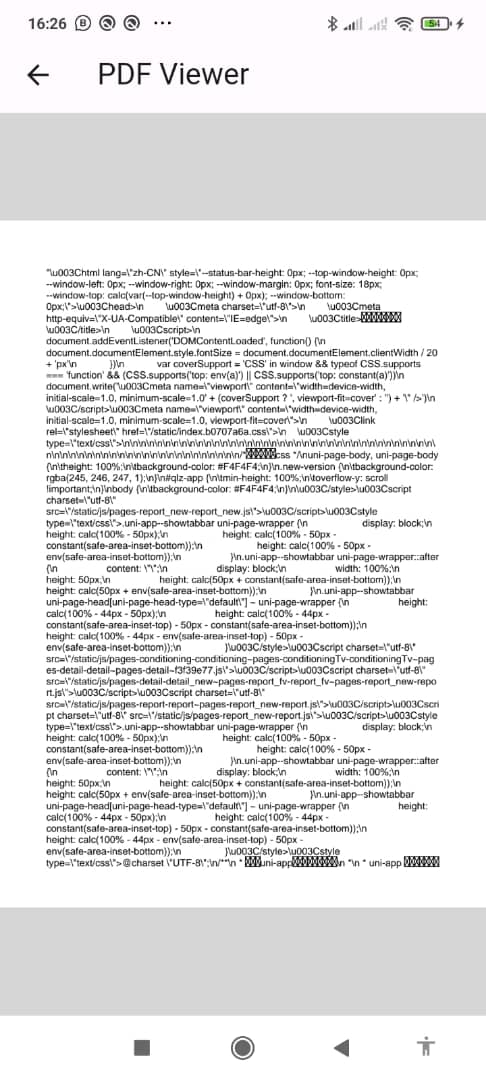 16:26
54
PDF Viewer
"\u003Chtml lang=\"zh-CN\" style=\"--status-bar-height: 0px; --top-window-height: 0px;
--window-left: 0px; --window-right: 0px; --window-margin: 0px; font-size: 18px;
--window-top: calc(var(--top-window-height) + 0px); --window-bottom:
0px;\">\u003Chead>\n \u003Cmeta charset=\"utf-8\">\n \u003Cmeta
http-equiv=\"X-UA-Compatible\" content=\"IE=edge\">\n \u003Ctitle>
\u003C/title>\n \u003Cscript>\n
document.addEventListener('DOMContentLoaded', function() {\n
document.documentElement.style.fontSize = document.documentElement.clientWidth / 20
+ 'px'\n })\n var coverSupport = 'CSS' in window && typeof CSS.supports
=== 'function' && (CSS.supports('top: env(a)') || CSS.supports('top: constant(a)'))\n
document.write('\u003Cmeta name=\"viewport\" content=\"width=device-width,
initial-scale=1.0, minimum-scale=1.0' + (coverSupport ? ', viewport-fit=cover' : '') + '\" />')\n
\u003C/script>\u003Cmeta name=\"viewport\" content=\"width=device-width,
initial-scale=1.0, minimum-scale=1.0, viewport-fit=cover\">\n \u003Clink
rel=\"stylesheet\" href=\"/static/index.b0707a6a.css\">\n \u003Cstyle
type=\"text/css\">\n\n\n\n\n\n\n\n\n\n\n\n\n\n\n\n\n\n\n\n\n\n\n\n\n\n\n\n\n\n\n\n\n\n\n\n
n\n\n\n\n\n\n\n\n\n\n\n\n\n\n\n\n\n\n\n\n\n/*css */\nuni-page-body, uni-page-body
{\n\theight: 100%;\n\tbackground-color: #F4F4F4;\n}\n.new-version {\n\tbackground-color:
rgba(245, 246, 247, 1);\n}\n#qlz-app {\n\tmin-height: 100%;\n\toverflow-y: scroll
!important;\n}\nbody {\n\tbackground-color: #F4F4F4;\n}\n\u003C/style>\u003Cscript
charset=\"utf-8\"
src=\"/static/js/pages-report_new-report_new.js\">\u003C/script>\u003Cstyle
type=\"text/css\">.uni-app--showtabbar uni-page-wrapper {\n display: block;\n
height: calc(100% - 50px);\n height: calc(100% - 50px -
constant(safe-area-inset-bottom));\n height: calc(100% - 50px -
env(safe-area-inset-bottom));\n }\n.uni-app--showtabbar uni-page-wrapper::after
{\n content: \"\";\n display: block;\n width: 100%;\n
height: 50px;\n height: calc(50px + constant(safe-area-inset-bottom));\n
height: calc(50px + env(safe-area-inset-bottom));\n }\n.uni-app--showtabbar
uni-page-head[uni-page-head-type=\"default\"] ~ uni-page-wrapper {\n height:
calc(100% - 44px - 50px);\n height: calc(100% - 44px -
constant(safe-area-inset-top) - 50px - constant(safe-area-inset-bottom));\n
height: calc(100% - 44px - env(safe-area-inset-top) - 50px -
env(safe-area-inset-bottom));\n }\u003C/style>\u003Cscript charset=\"utf-8\"
src=\"/static/js/pages-conditioning-conditioning~pages-conditioningTv-conditioningTv~pag
es-detail-detail~pages-detail~f3f39e77.js\">\u003C/script>\u003Cscript charset=\"utf-8\"
src=\"/static/js/pages-detail-detail_new~pages-report_fv-report_fv~pages-report_new-repo
rt.js\">\u003C/script>\u003Cscript charset=\"utf-8\"
src=\"/static/js/pages-report-report~pages-report_new-report.js\">\u003C/script>\u003Cscri
pt charset=\"utf-8\" src=\"/static/js/pages-report_new-report.js\">\u003C/script>\u003Cstyle
type=\"text/css\">.uni-app--showtabbar uni-page-wrapper {\n display: block;\n
height: calc(100% - 50px);\n height: calc(100% - 50px -
constant(safe-area-inset-bottom));\n height: calc(100% - 50px -
env(safe-area-inset-bottom));\n }\n.uni-app--showtabbar uni-page-wrapper::after
{\n content: \"\";\n display: block;\n width: 100%;\n
height: 50px;\n height: calc(50px + constant(safe-area-inset-bottom));\n
height: calc(50px + env(safe-area-inset-bottom));\n }\n.uni-app--showtabbar
uni-page-head[uni-page-head-type=\"default\"] ~ uni-page-wrapper {\n height:
calc(100% - 44px - 50px);\n height: calc(100% - 44px -
constant(safe-area-inset-top) - 50px - constant(safe-area-inset-bottom));\n
height: calc(100% - 44px - env(safe-area-inset-top) - 50px -
env(safe-area-inset-bottom));\n }\u003C/style>\u003Cstyle
type=\"text/css\">@charset \"UTF-8\";\n/**\n * uni-app\n *\n * uni-app